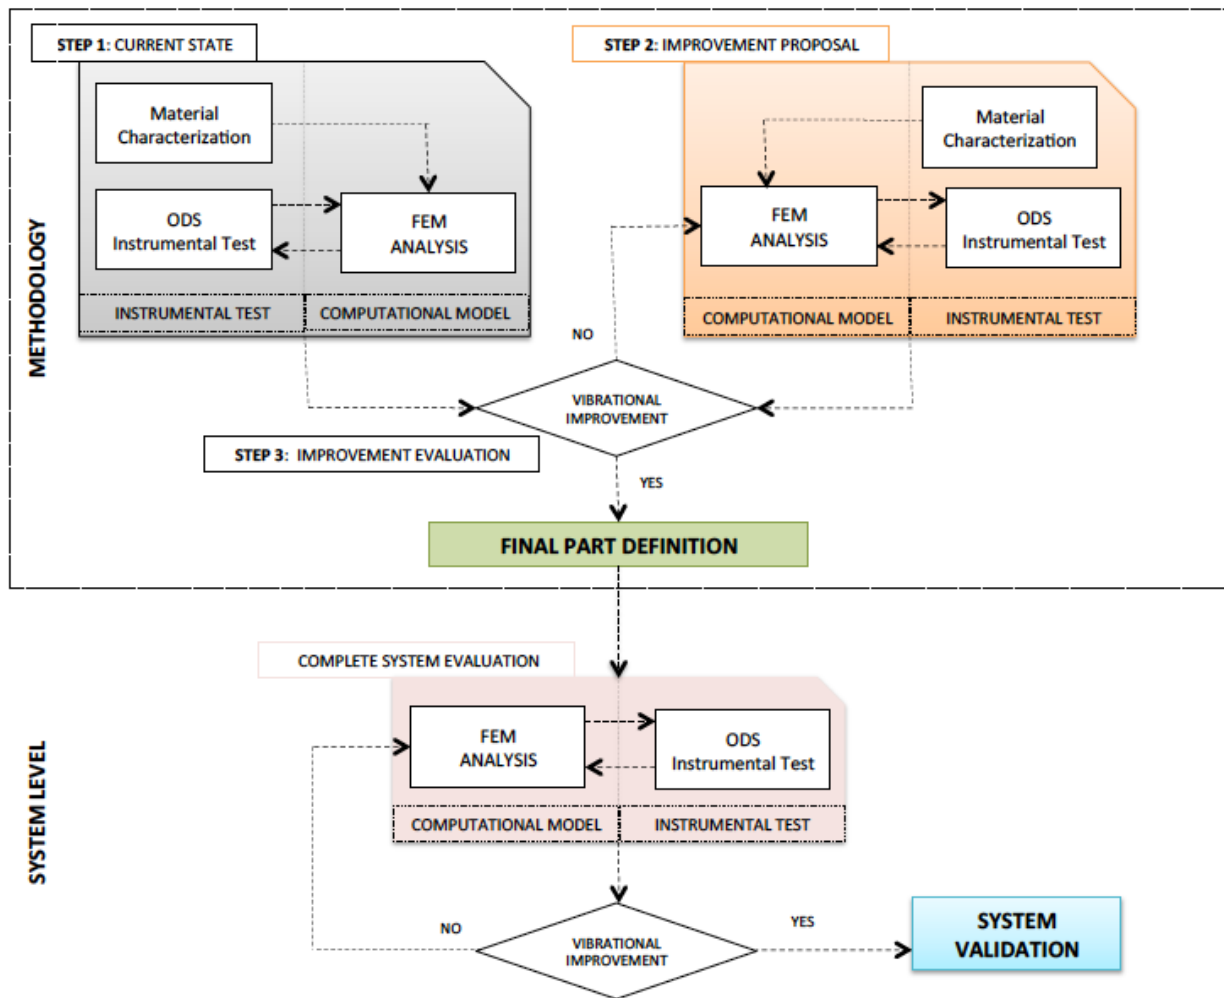 METHODOLOGY
STEP 1: CURRENT STATE
Material
Characterization
ODS
Instrumental Test
FEM
ANALYSIS
INSTRUMENTAL TEST
COMPUTATIONAL MODEL
STEP 2: IMPROVEMENT PROPOSAL
Material
Characterization
FEM
ANALYSIS
ODS
Instrumental Test
COMPUTATIONAL MODEL
INSTRUMENTAL TEST
NO
VIBRATIONAL
IMPROVEMENT
STEP 3: IMPROVEMENT EVALUATION
YES
FINAL PART DEFINITION
SYSTEM LEVEL
COMPLETE SYSTEM EVALUATION
FEM
ANALYSIS
ODS
Instrumental Test
COMPUTATIONAL MODEL
INSTRUMENTAL TEST
NO
VIBRATIONAL
IMPROVEMENT
YES
SYSTEM
VALIDATION